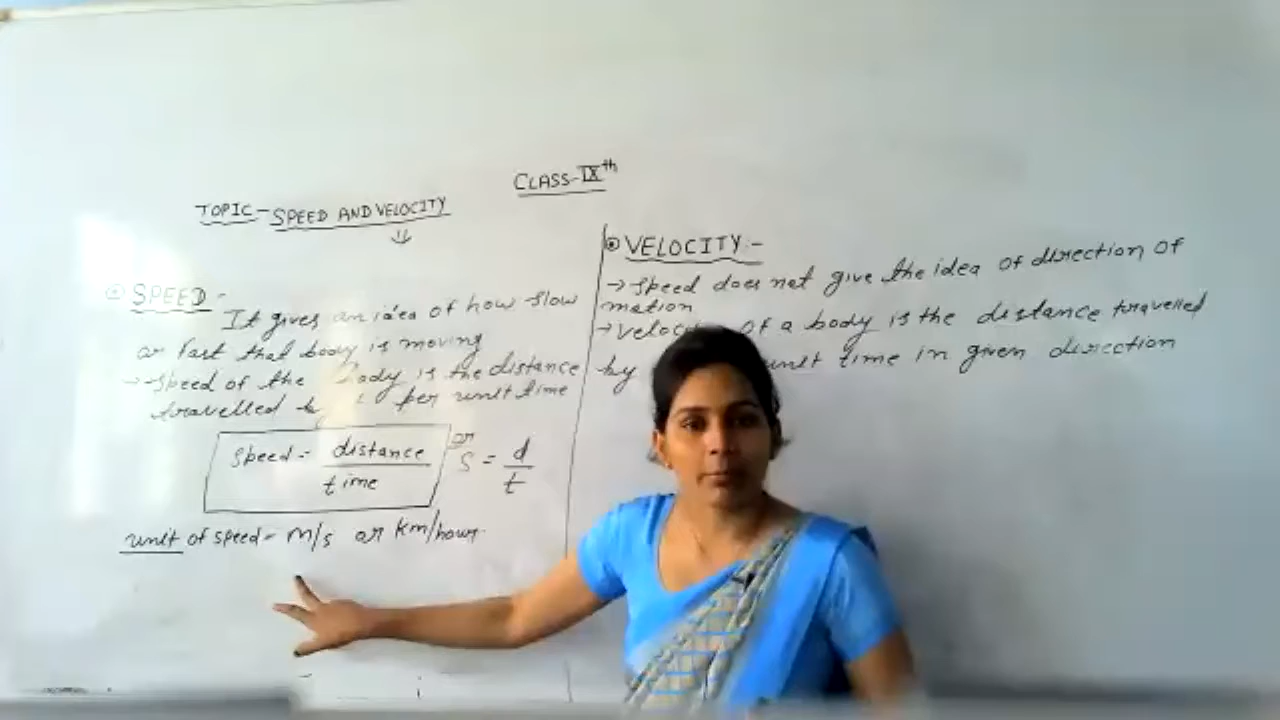 CLASS-IXth
TOPIC- SPEED AND VELOCITY
SPEED-
It gives an idea of how slow
or fast that body is moving
→ speed of the body is the distance
travelled per unit time
speed = distance / time
or S = d / t
unit of speed = m/s or km/hour
VELOCITY:-
→ speed does not give the idea of direction of
motion
→ velocity of a body is the distance travelled
by unit time in given direction